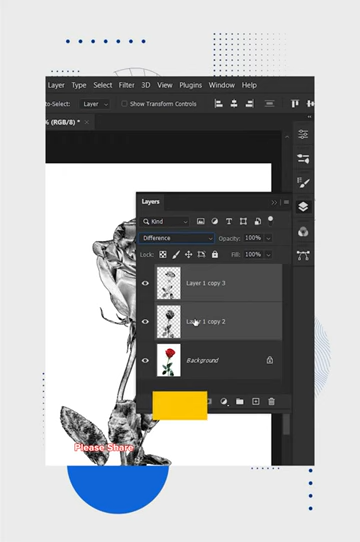 Layer Type Select Filter 3D View Plugins Window Help
to-Select: Layer Show Transform Controls
% (RGB/8) *
Layers
Kind
Difference Opacity: 100%
Lock: Fill: 100%
Layer 1 copy 3
Layer 1 copy 2
Background
Please Share